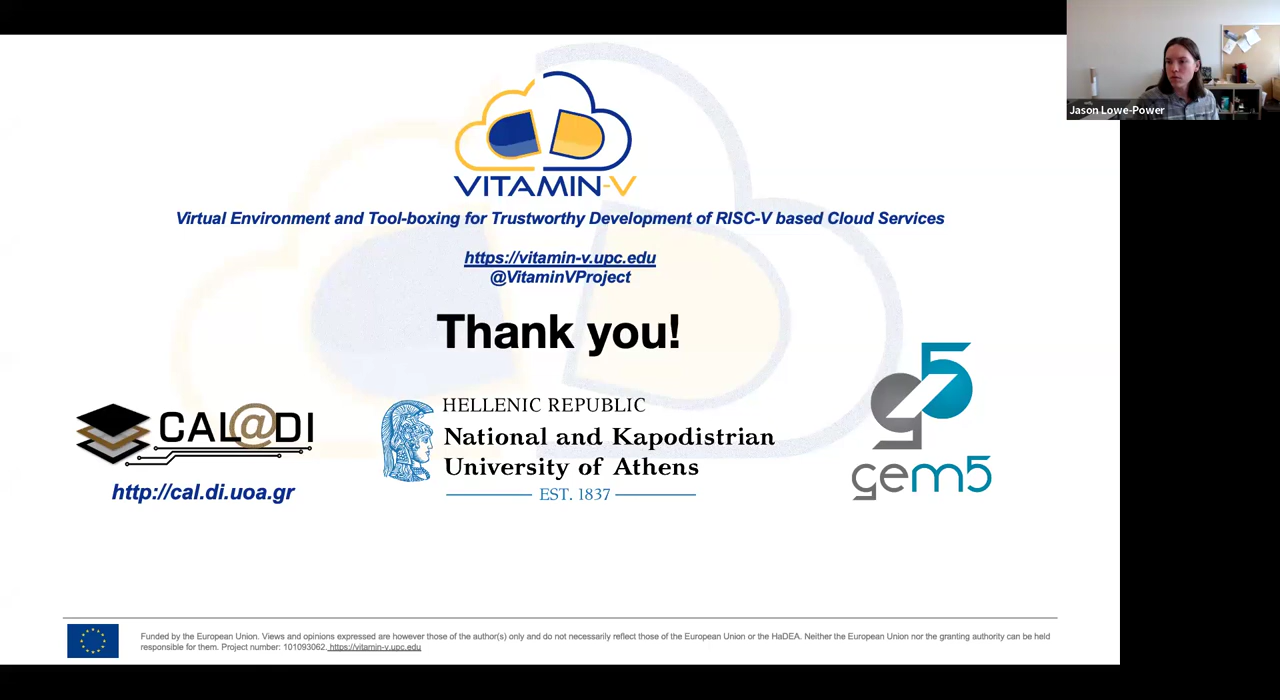 Jason Lowe-Power
VITAMIN-V
Virtual Environment and Tool-boxing for Trustworthy Development of RISC-V based Cloud Services
https://vitamin-v.upc.edu
@VitaminVProject
Thank you!
CAL@DI
http://cal.di.uoa.gr
HELLENIC REPUBLIC
National and Kapodistrian
University of Athens
EST. 1837
g5
gem5
Funded by the European Union. Views and opinions expressed are however those of the author(s) only and do not necessarily reflect those of the European Union or the HaDEA. Neither the European Union nor the granting authority can be held
responsible for them. Project number: 101093062. https://vitamin-v.upc.edu